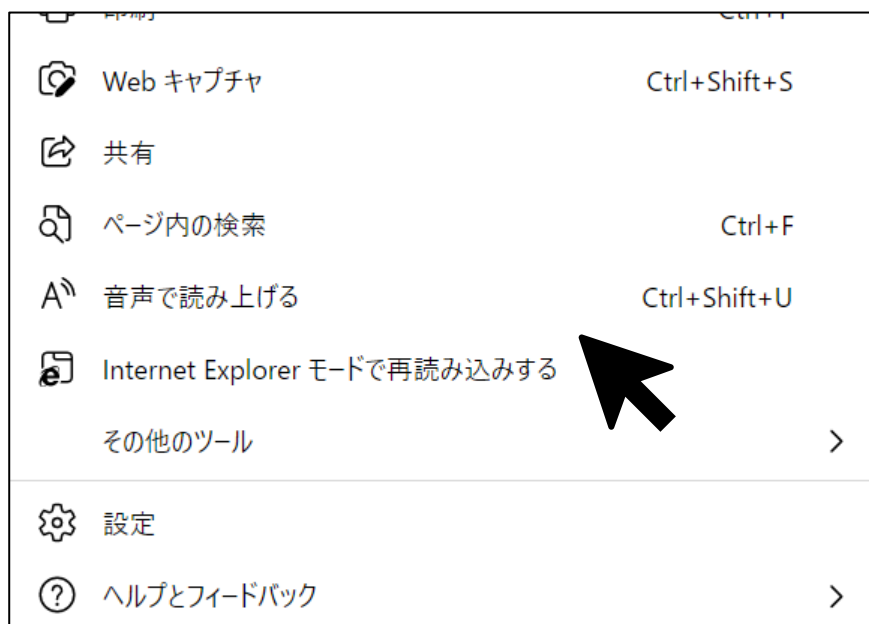 Web キャプチャ Ctrl+Shift+S
共有
ページ内の検索 Ctrl+F
音声で読み上げる Ctrl+Shift+U
Internet Explorer モードで再読み込みする
その他のツール
設定
ヘルプとフィードバック